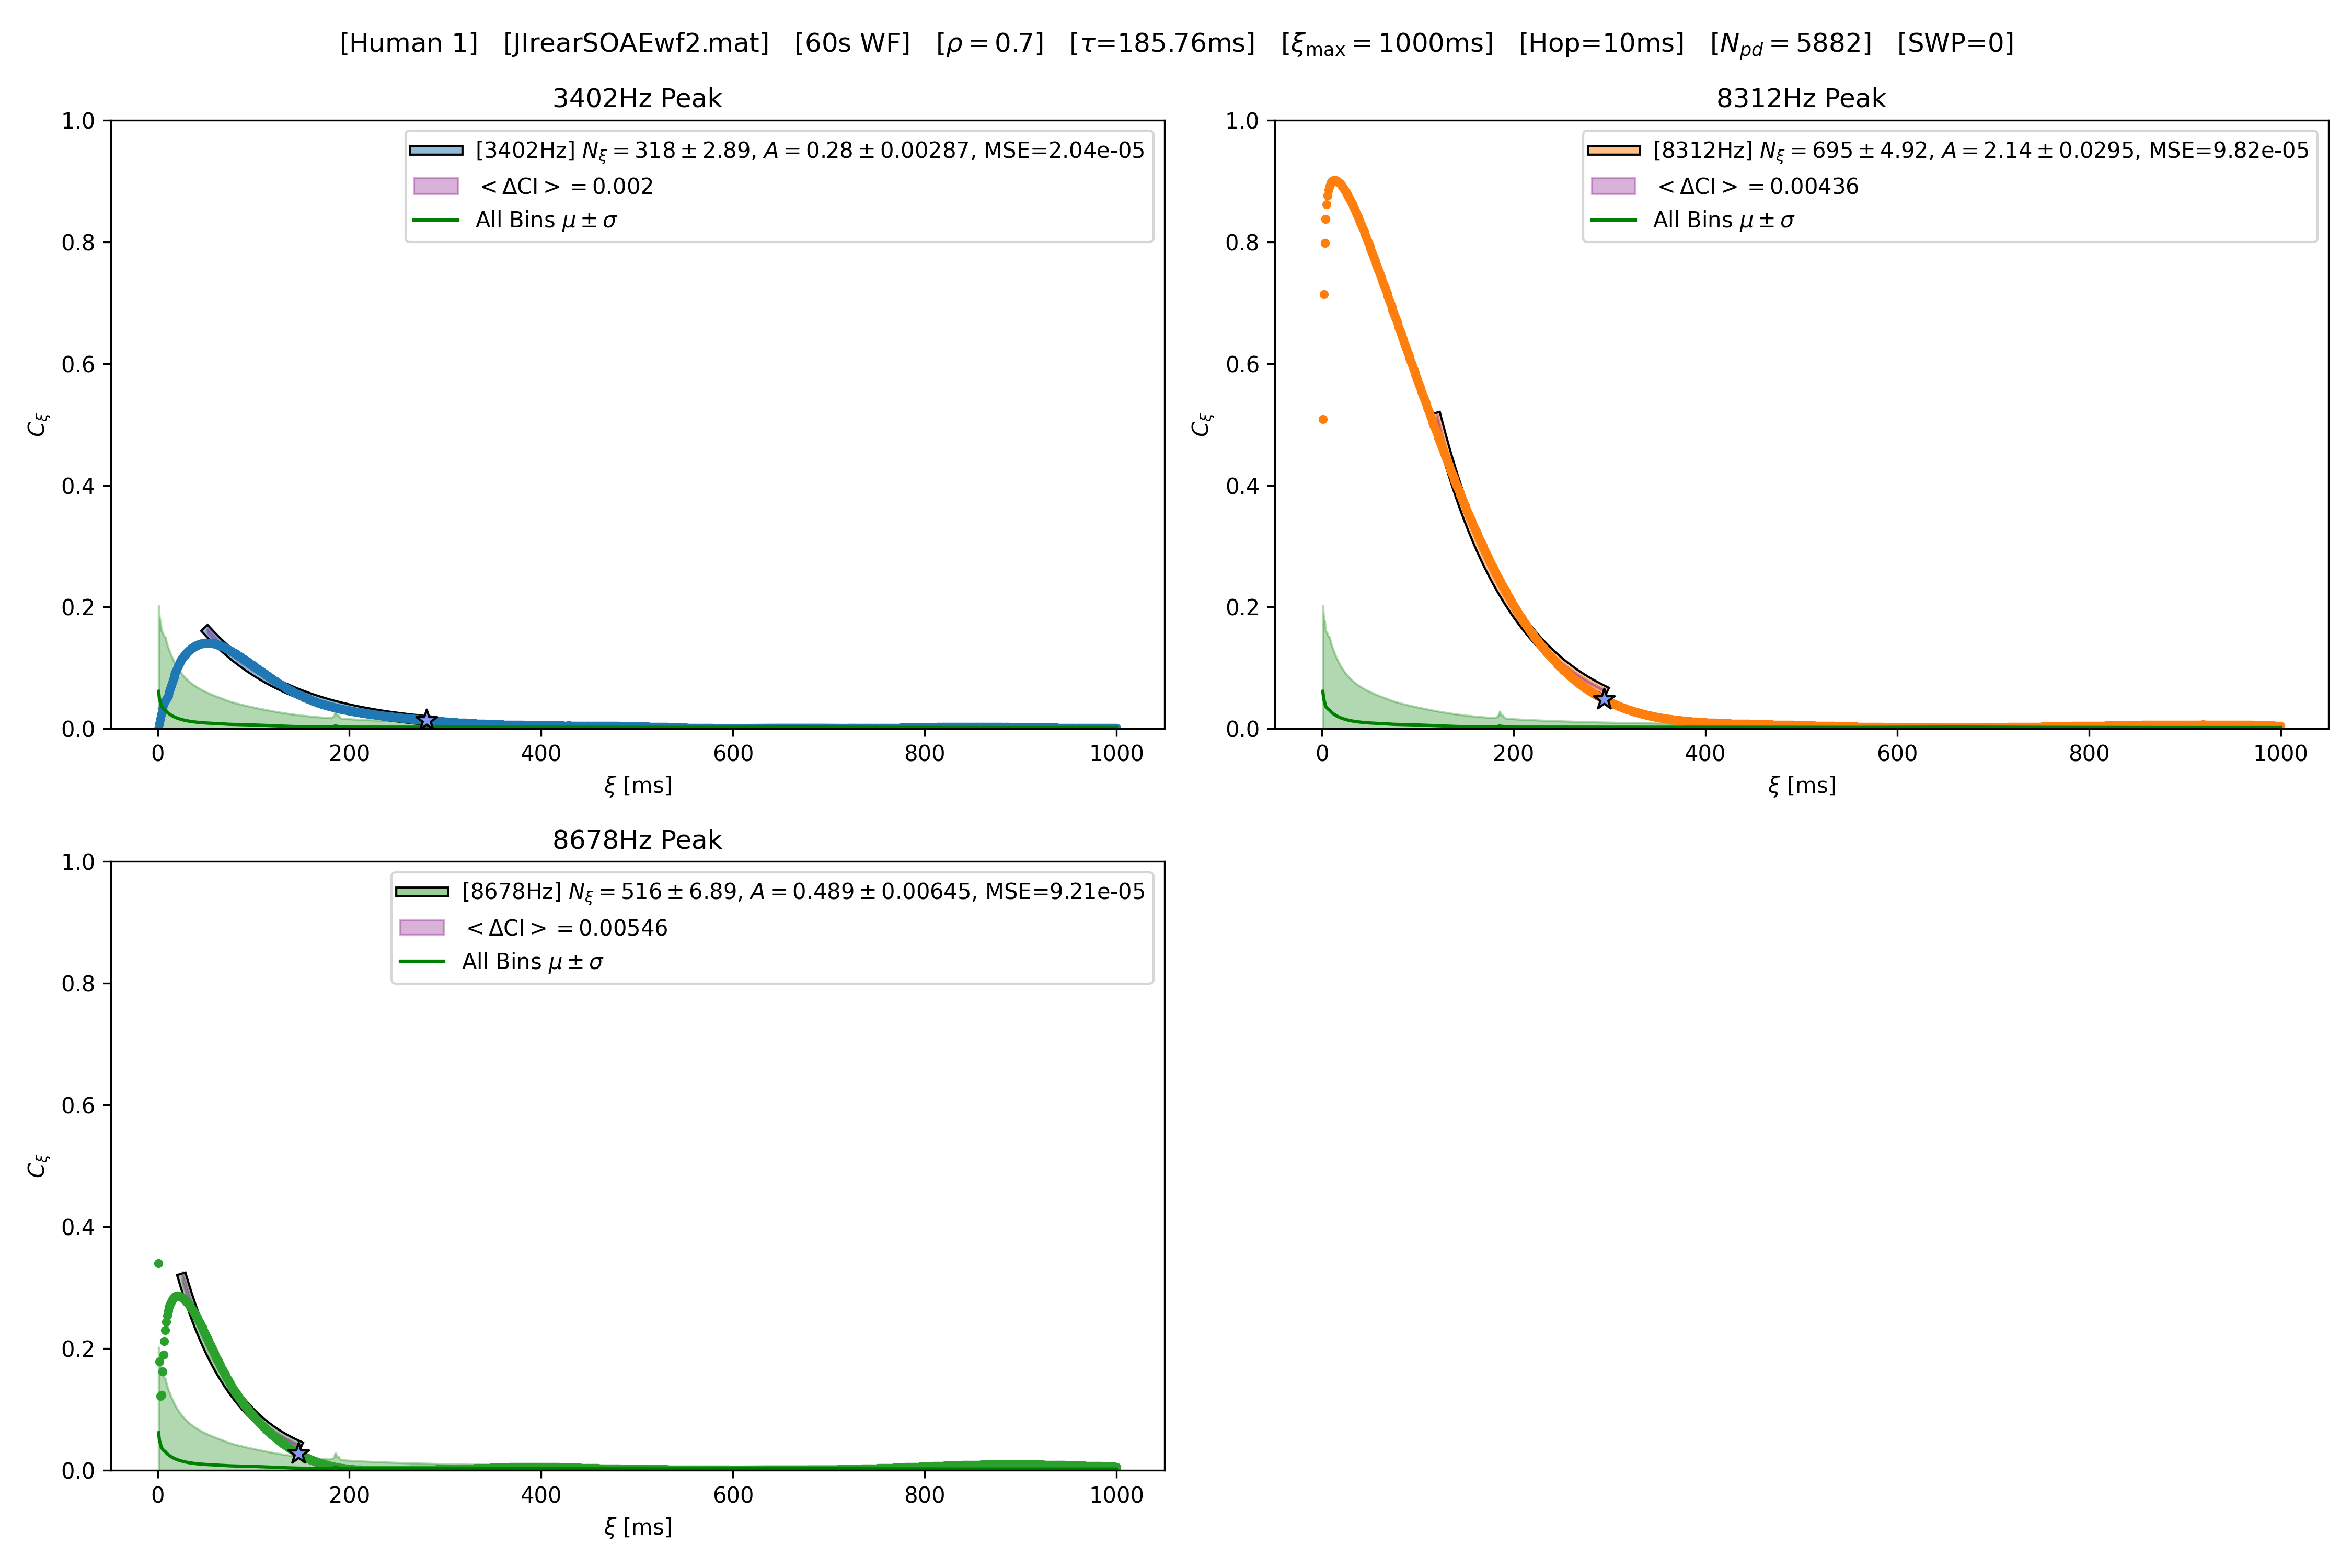 [Human 1] [JIrearSOAEwf2.mat] [60s WF] [ρ = 0.7] [τ=185.76ms] [ξmax = 1000ms] [Hop=10ms] [Npd = 5882] [SWP=0]
3402Hz Peak
1.0
0.8
0.6
0.4
0.2
0.0
Cξ
[3402Hz] Nξ = 318 ± 2.89, A = 0.28 ± 0.00287, MSE=2.04e-05
< ΔCI > = 0.002
All Bins μ ± σ
0 200 400 600 800 1000
ξ [ms]
8312Hz Peak
1.0
0.8
0.6
0.4
0.2
0.0
Cξ
[8312Hz] Nξ = 695 ± 4.92, A = 2.14 ± 0.0295, MSE=9.82e-05
< ΔCI > = 0.00436
All Bins μ ± σ
0 200 400 600 800 1000
ξ [ms]
8678Hz Peak
1.0
0.8
0.6
0.4
0.2
0.0
Cξ
[8678Hz] Nξ = 516 ± 6.89, A = 0.489 ± 0.00645, MSE=9.21e-05
< ΔCI > = 0.00546
All Bins μ ± σ
0 200 400 600 800 1000
ξ [ms]